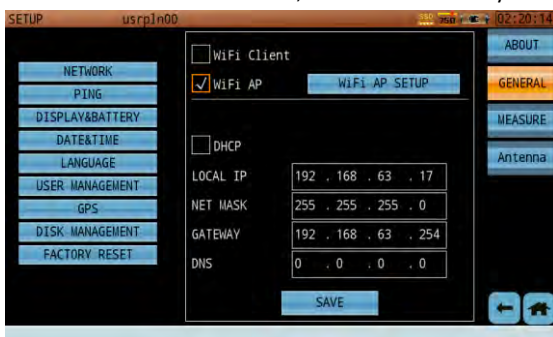 SETUP usrpln00 02:20:14
WiFi Client
WiFi AP WiFi AP SETUP
NETWORK
PING
DISPLAY&BATTERY
DATE&TIME
LANGUAGE
USER MANAGEMENT
GPS
DISK MANAGEMENT
FACTORY RESET
DHCP
LOCAL IP 192 . 168 . 63 . 17
NET MASK 255 . 255 . 255 . 0
GATEWAY 192 . 168 . 63 . 254
DNS 0 . 0 . 0 . 0
SAVE
ABOUT
GENERAL
MEASURE
Antenna